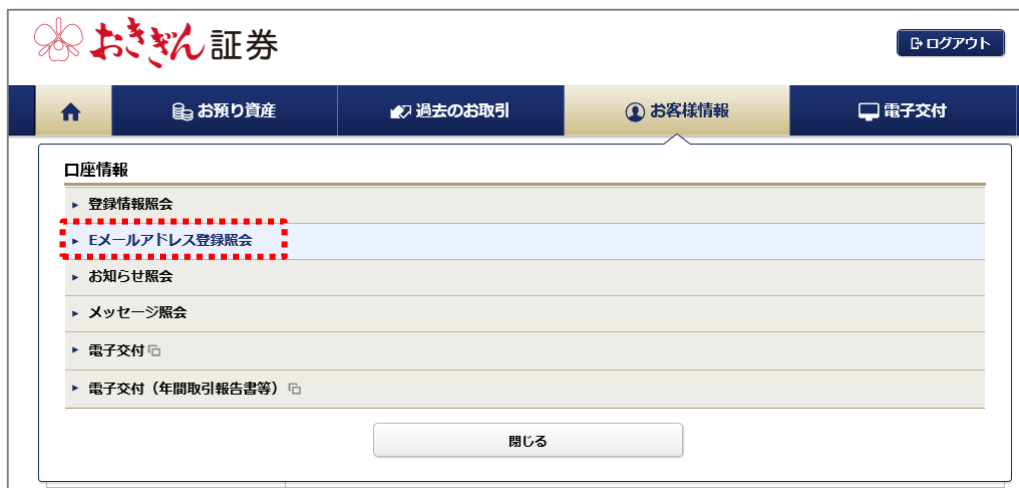 おきぎん証券
ログアウト
お預り資産 過去のお取引 お客様情報 電子交付
口座情報
登録情報照会
Eメールアドレス登録照会
お知らせ照会
メッセージ照会
電子交付
電子交付（年間取引報告書等）
閉じる